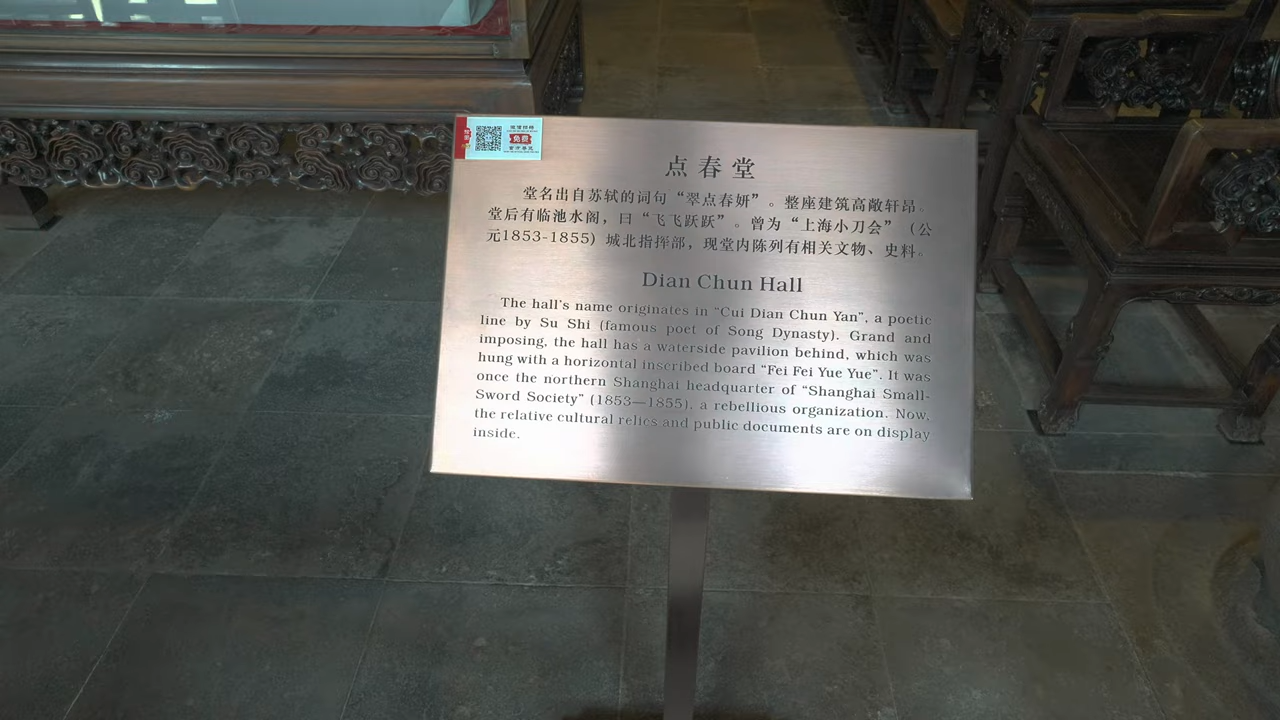 免费
点春堂
堂名出自苏轼的词句“翠点春妍”。整座建筑高敞轩昂。
堂后有临池水阁，曰“飞飞跃跃”。曾为“上海小刀会”（公
元1853-1855）城北指挥部，现堂内陈列有相关文物、史料。
Dian Chun Hall
The hall's name originates in “Cui Dian Chun Yan”, a poetic
line by Su Shi (famous poet of Song Dynasty). Grand and
imposing, the hall has a waterside pavilion behind, which was
hung with a horizontal inscribed board “Fei Fei Yue Yue”. It was
once the northern Shanghai headquarter of “Shanghai Small-
Sword Society” (1853—1855), a rebellious organization. Now,
the relative cultural relics and public documents are on display
inside.